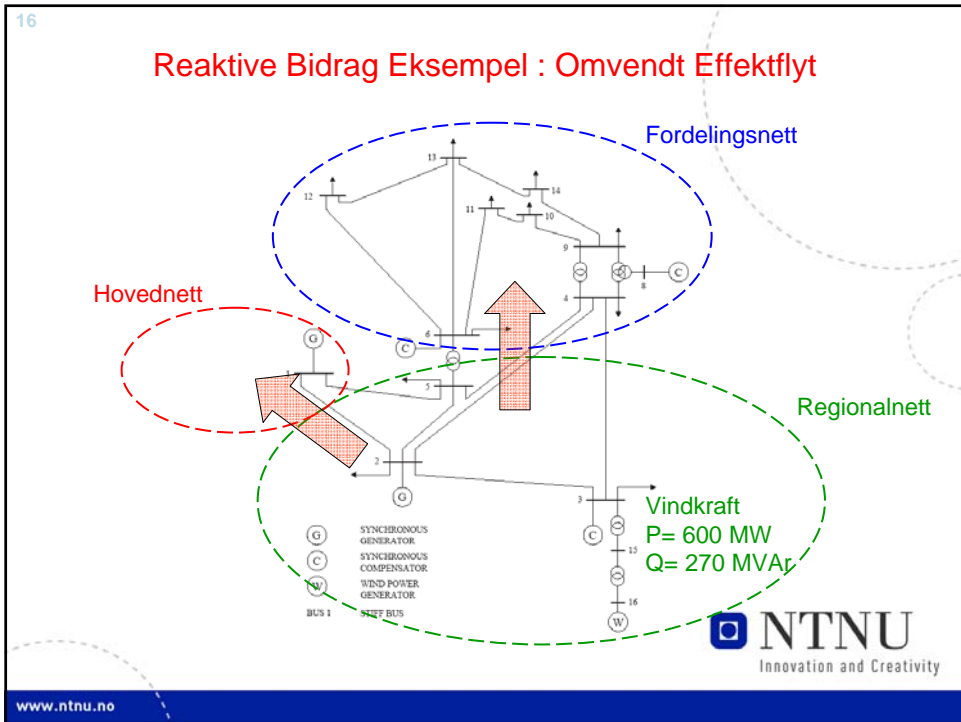 16
Reaktive Bidrag Eksempel : Omvendt Effektflyt
Fordelingsnett
13
12
14
11
10
9
C
8
4
Hovednett
G
6
C
1
5
Regionalnett
2
G
3
C
Vindkraft
P= 600 MW
Q= 270 MVAr
15
16
W
G SYNCHRONOUS
GENERATOR
C SYNCHRONOUS
COMPENSATOR
W WIND POWER
GENERATOR
BUS 1 STIFF BUS
NTNU
Innovation and Creativity
www.ntnu.no